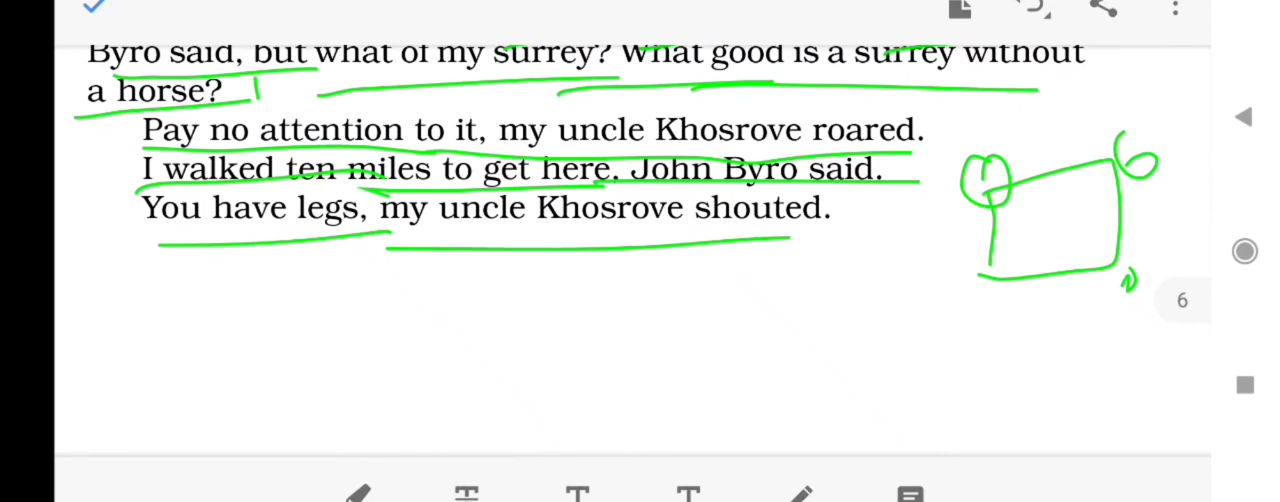 Byro said, but what of my surrey? What good is a surrey without
a horse?
Pay no attention to it, my uncle Khosrove roared.
I walked ten miles to get here. John Byro said.
You have legs, my uncle Khosrove shouted.
6